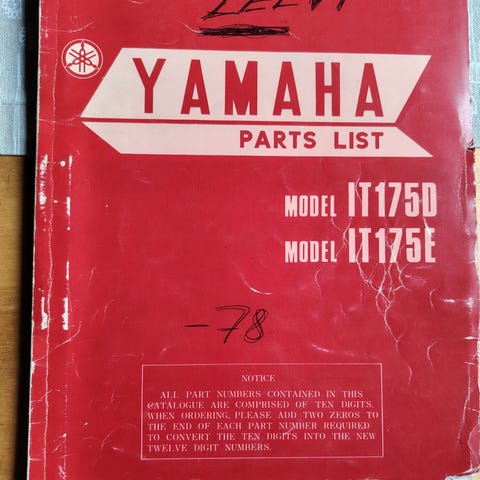 YAMAHA
PARTS LIST
MODEL IT175D
MODEL IT175E
-78
NOTICE
ALL PART NUMBERS CONTAINED IN THIS
CATALOGUE ARE COMPRISED OF TEN DIGITS.
WHEN ORDERING, PLEASE ADD TWO ZEROS TO
THE END OF EACH PART NUMBER REQUIRED
TO CONVERT THE TEN DIGITS INTO THE NEW
TWELVE DIGIT NUMBERS.